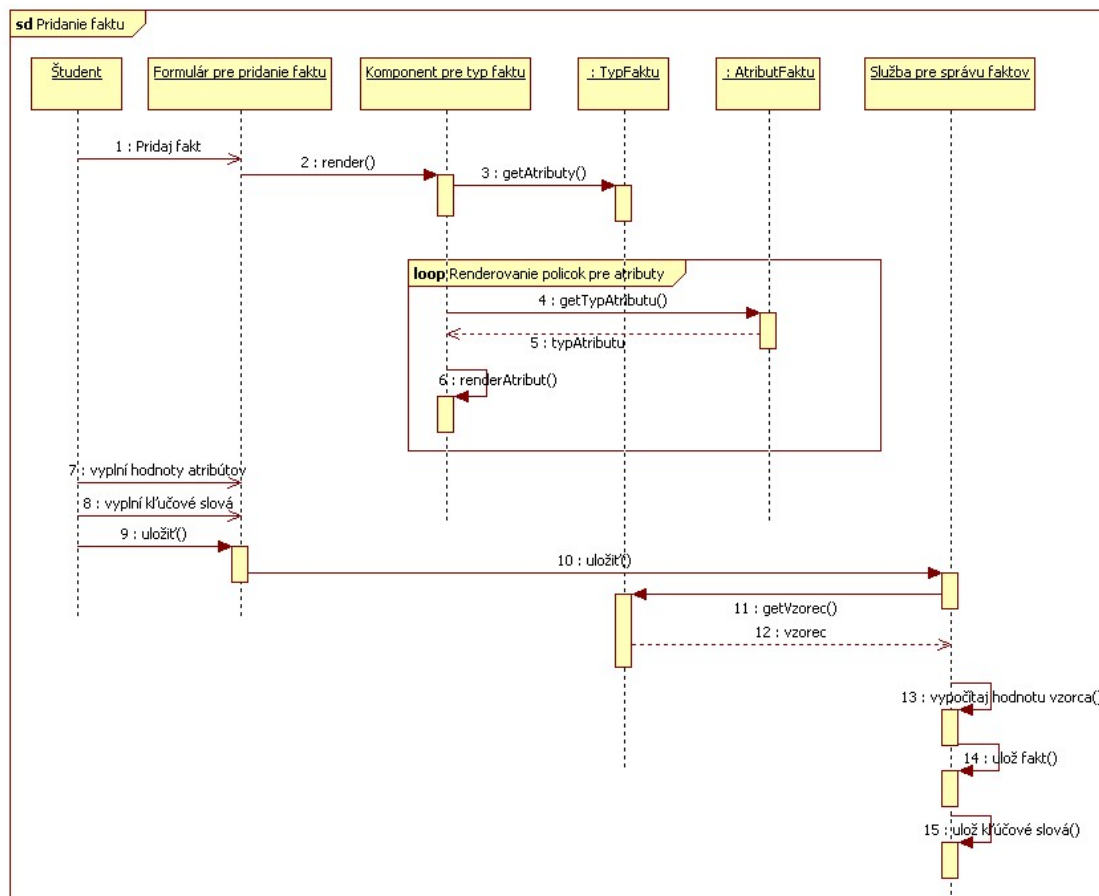 sd Pridanie faktu
Študent
Formulár pre pridanie faktu
Komponent pre typ faktu
: TypFaktu
: AtributFaktu
Služba pre správu faktov
1 : Pridaj fakt
2 : render()
3 : getAtributy()
loop Renderovanie policok pre atributy
4 : getTypAtributu()
5 : typAtributu
6 : renderAtribut()
7 : vyplní hodnoty atribútov
8 : vyplní kľučové slová
9 : uložiť()
10 : uložiť()
11 : getVzorec()
12 : vzorec
13 : vypočítaj hodnotu vzorca()
14 : ulož fakt()
15 : ulož kľúčové slová()